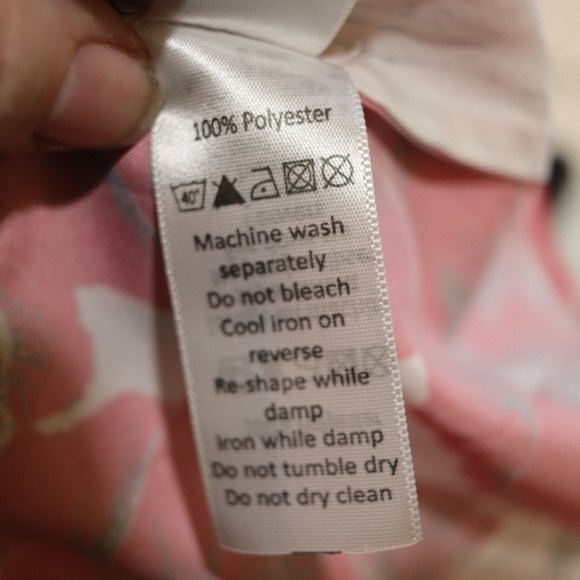 100% Polyester
40°
Machine wash
separately
Do not bleach
Cool iron on
reverse
Re-shape while
damp
Iron while damp
Do not tumble dry
Do not dry clean